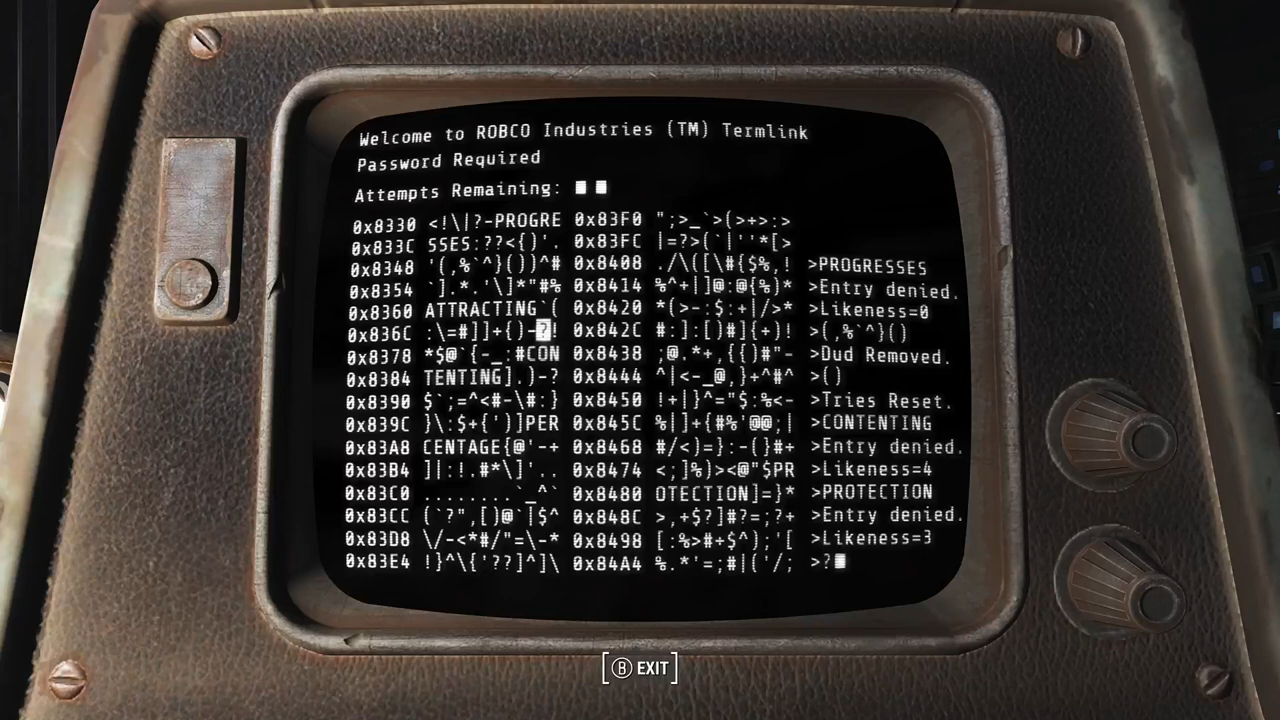 Welcome to ROBCO Industries (TM) Termlink
Password Required
Attempts Remaining: ■ ■
0x8330 <!\|?-PROGRE 0x83F0 ";>_`>(>+>:>
0x833C SSES:??<{)'. 0x83FC |=?>(`|''*[>
0x8348 '(,%`^}())^# 0x8408 ./\([\#{$%,! >PROGRESSES
0x8354 `].*.'\]*"#% 0x8414 %^+|]@:@{%)* >Entry denied.
0x8360 ATTRACTING`( 0x8420 *(>-:$:+|/>* >Likeness=0
0x836C :\=#]]+{)-?! 0x842C #:]:[)#]{+)! >(,%`^}()
0x8378 *$@`{-_:#CON 0x8438 ;@.*+,{{)#"- >Dud Removed.
0x8384 TENTING].)-? 0x8444 ^|<-_@,}+^#^ >()
0x8390 $`;=^<#-\#:} 0x8450 !+|}^="$:%<- >Tries Reset.
0x839C }\:$+{')]PER 0x845C %|]+{#%'@@;| >CONTENTING
0x83A8 CENTAGE{@'-+ 0x8468 #/<)=}:-(}#+ >Entry denied.
0x83B4 ]|:!.#*\]'.. 0x8474 <;]%)><@"$PR >Likeness=4
0x83C0 ........`_^` 0x8480 OTECTION]=}* >PROTECTION
0x83CC (`?",[)@`|$^ 0x848C >,+$?]#?=;?+ >Entry denied.
0x83D8 \/-<*#/"=\-* 0x8498 [:%>#+$^);'[ >Likeness=3
0x83E4 !}^\{'??]^]\ 0x84A4 %.*'=;#|('/; >?■
Ⓑ EXIT